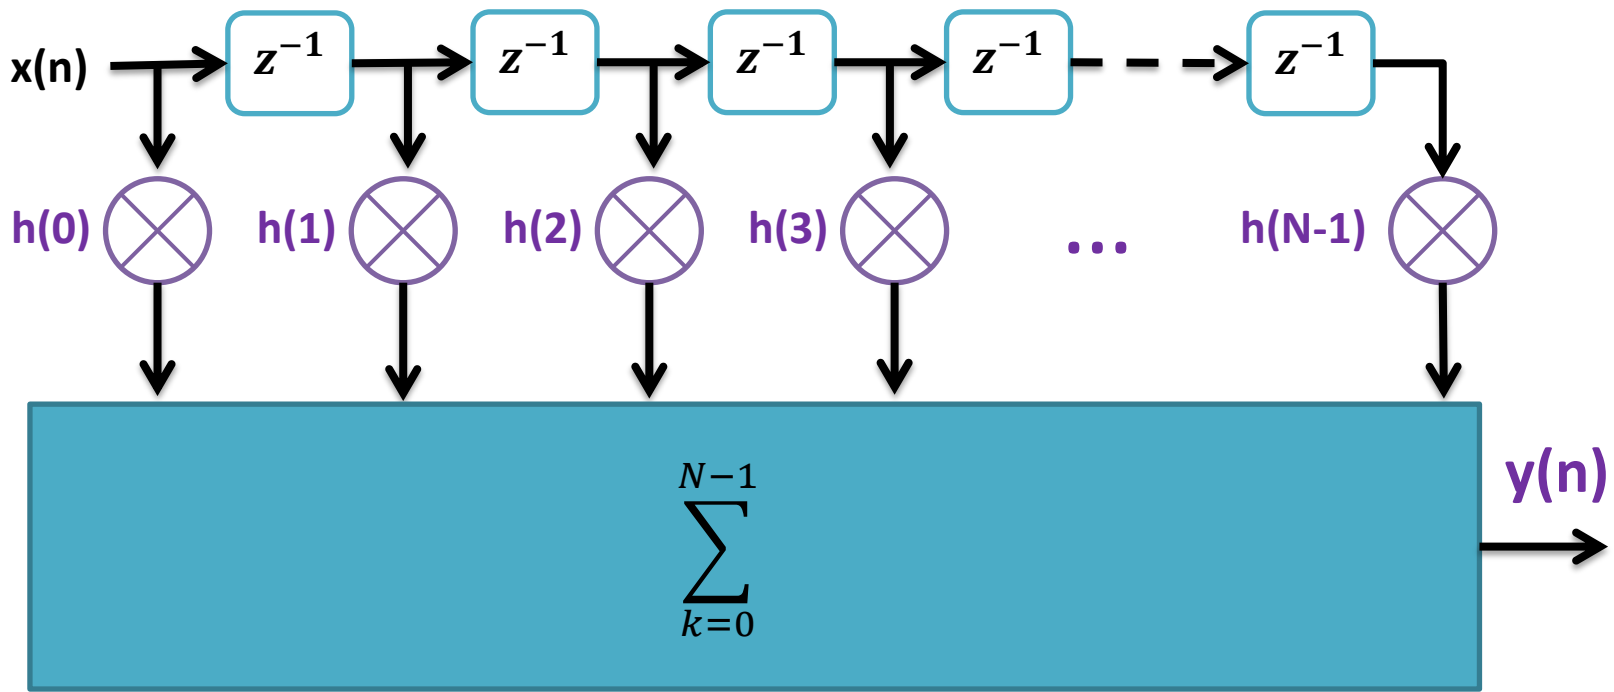 x(n) z⁻¹ z⁻¹ z⁻¹ z⁻¹ z⁻¹
h(0) h(1) h(2) h(3) ... h(N-1)
N−1
∑
k=0
y(n)